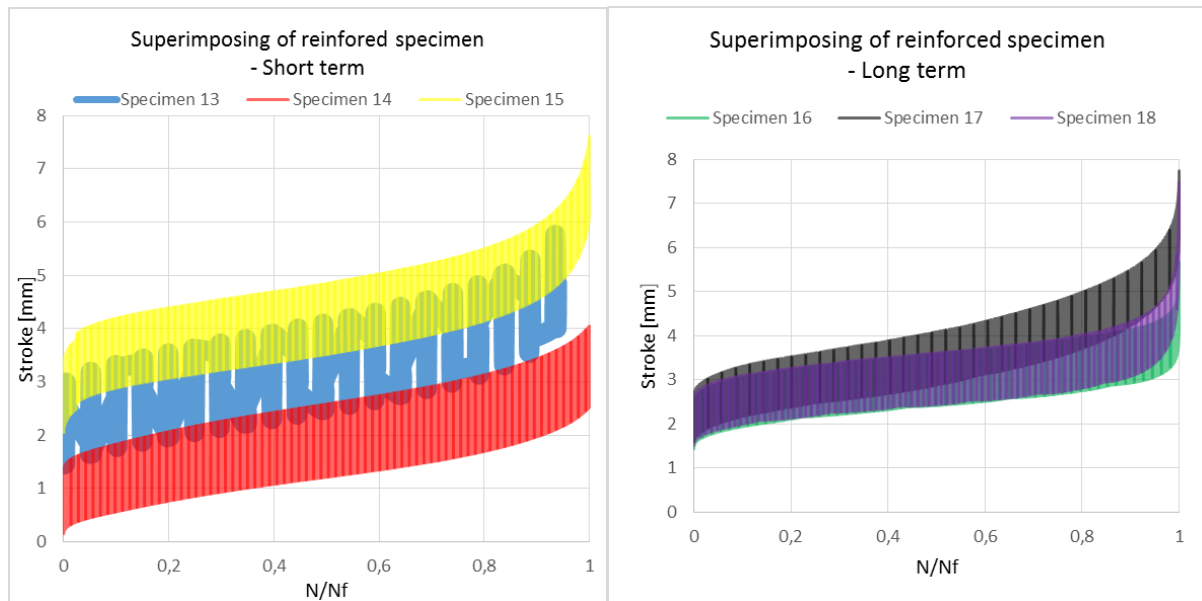 Superimposing of reinfored specimen
- Short term
Specimen 13 Specimen 14 Specimen 15
8
7
6
5
4
3
2
1
0
Stroke [mm]
0 0,2 0,4 0,6 0,8 1
N/Nf
Superimposing of reinforced specimen
- Long term
Specimen 16 Specimen 17 Specimen 18
8
7
6
5
4
3
2
1
0
Stroke [mm]
0 0,2 0,4 0,6 0,8 1
N/Nf